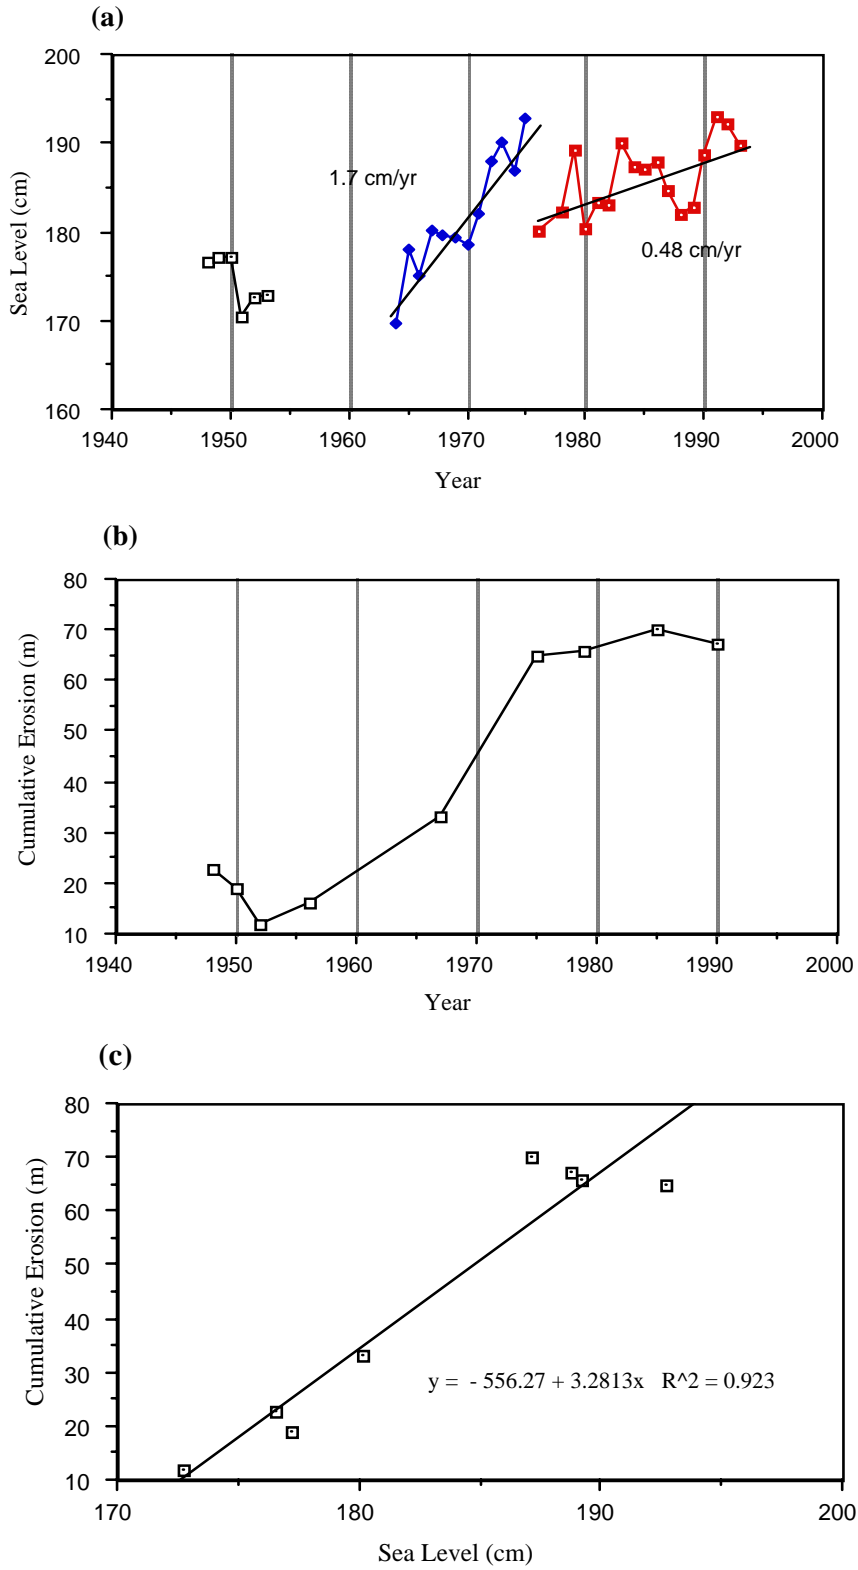 (a)
200
190
180
170
160
Sea Level (cm)
1.7 cm/yr
0.48 cm/yr
1940 1950 1960 1970 1980 1990 2000
Year
(b)
80
70
60
50
40
30
20
10
Cumulative Erosion (m)
1940 1950 1960 1970 1980 1990 2000
Year
(c)
80
70
60
50
40
30
20
10
Cumulative Erosion (m)
y = - 556.27 + 3.2813x R^2 = 0.923
170 180 190 200
Sea Level (cm)